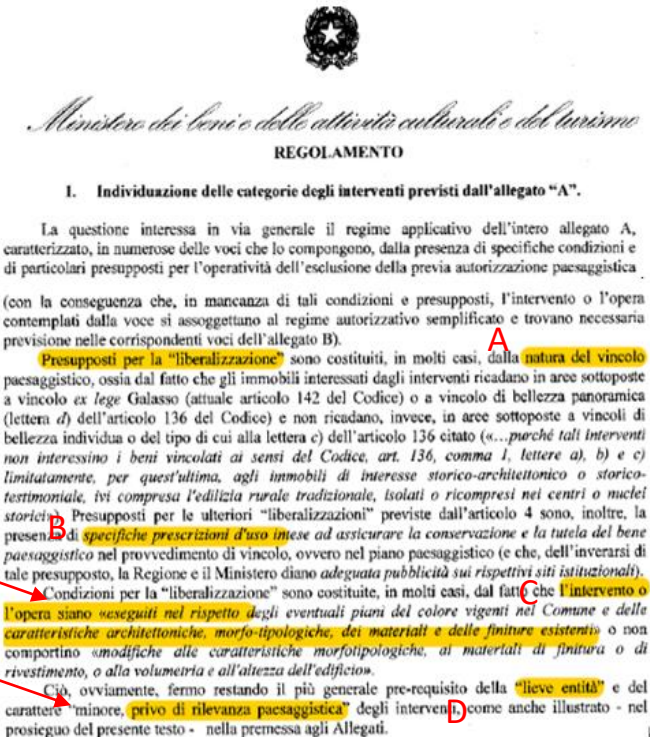 Ministero dei beni e delle attività culturali e del turismo
REGOLAMENTO
1. Individuazione delle categorie degli interventi previsti dall'allegato "A".
La questione interessa in via generale il regime applicativo dell'intero allegato A,
caratterizzato, in numerose delle voci che lo compongono, dalla presenza di specifiche condizioni e
di particolari presupposti per l'operatività dell'esclusione della previa autorizzazione paesaggistica
(con la conseguenza che, in mancanza di tali condizioni e presupposti, l'intervento o l'opera
contemplati dalla voce si assoggettano al regime autorizzativo semplificato e trovano necessaria
previsione nelle corrispondenti voci dell'allegato B).
A
Presupposti per la "liberalizzazione" sono costituiti, in molti casi, dalla natura del vincolo
paesaggistico, ossia dal fatto che gli immobili interessati dagli interventi ricadano in aree sottoposte
a vincolo ex lege Galasso (attuale articolo 142 del Codice) o a vincolo di bellezza panoramica
(lettera d) dell'articolo 136 del Codice) e non ricadano, invece, in aree sottoposte a vincoli di
bellezza individua o del tipo di cui alla lettera c) dell'articolo 136 citato («...purché tali interventi
non interessino i beni vincolati ai sensi del Codice, art. 136, comma 1, lettere a), b) e c)
limitatamente, per quest'ultima, agli immobili di interesse storico-architettonico o storico-
testimoniale, ivi compresa l'edilizia rurale tradizionale, isolati o ricompresi nei centri o nuclei
storici»). Presupposti per le ulteriori "liberalizzazioni" previste dall'articolo 4 sono, inoltre, la
B
presenza di specifiche prescrizioni d'uso intese ad assicurare la conservazione e la tutela del bene
paesaggistico nel provvedimento di vincolo, ovvero nel piano paesaggistico (e che, dell'inverarsi di
tale presupposto, la Regione e il Ministero diano adeguata pubblicità sui rispettivi siti istituzionali).
Condizioni per la "liberalizzazione" sono costituite, in molti casi, dal fatto che l'intervento o
C
l'opera siano «eseguiti nel rispetto degli eventuali piani del colore vigenti nel Comune e delle
caratteristiche architettoniche, morfo-tipologiche, dei materiali e delle finiture esistenti» o non
comportino «modifiche alle caratteristiche morfotipologiche, ai materiali di finitura o di
rivestimento, o alla volumetria e all'altezza dell'edificio».
Ciò, ovviamente, fermo restando il più generale pre-requisito della "lieve entità" e del
carattere "minore, privo di rilevanza paesaggistica" degli interventi, come anche illustrato - nel
D
prosieguo del presente testo - nella premessa agli Allegati.